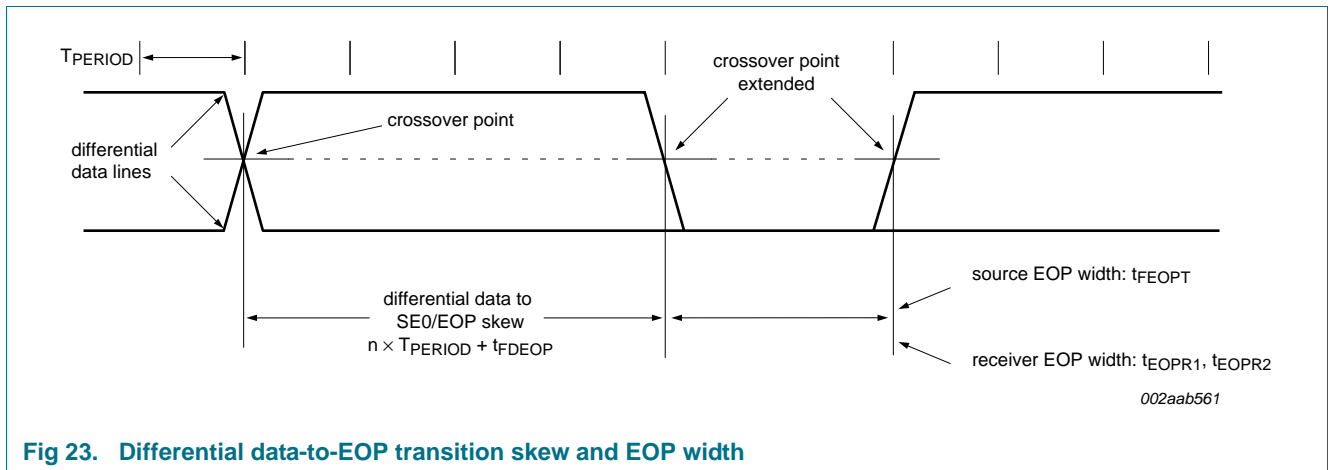 TPERIOD
crossover point
extended
crossover point
differential
data lines
differential data to
SE0/EOP skew
n × TPERIOD + tFDEOP
source EOP width: tFEOPT
receiver EOP width: tEOPR1, tEOPR2
002aab561
Fig 23. Differential data-to-EOP transition skew and EOP width